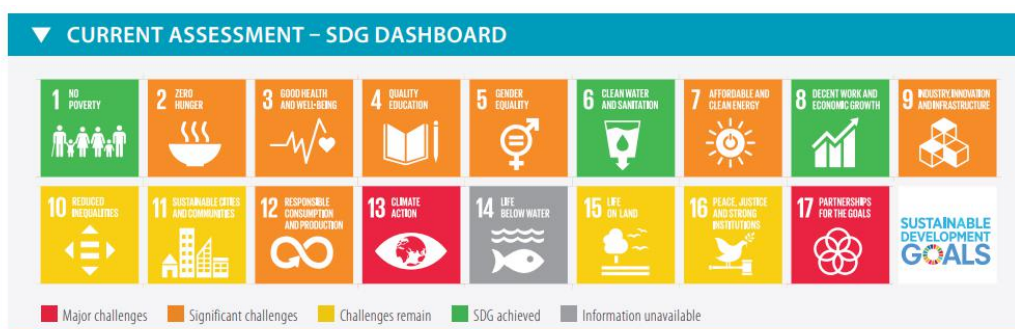 ▼ CURRENT ASSESSMENT – SDG DASHBOARD
1 NO
POVERTY
2 ZERO
HUNGER
3 GOOD HEALTH
AND WELL-BEING
4 QUALITY
EDUCATION
5 GENDER
EQUALITY
6 CLEAN WATER
AND SANITATION
7 AFFORDABLE AND
CLEAN ENERGY
8 DECENT WORK AND
ECONOMIC GROWTH
9 INDUSTRY, INNOVATION
AND INFRASTRUCTURE
10 REDUCED
INEQUALITIES
11 SUSTAINABLE CITIES
AND COMMUNITIES
12 RESPONSIBLE
CONSUMPTION
AND PRODUCTION
13 CLIMATE
ACTION
14 LIFE
BELOW WATER
15 LIFE
ON LAND
16 PEACE, JUSTICE
AND STRONG
INSTITUTIONS
17 PARTNERSHIPS
FOR THE GOALS
SUSTAINABLE
DEVELOPMENT
GOALS
Major challenges
Significant challenges
Challenges remain
SDG achieved
Information unavailable